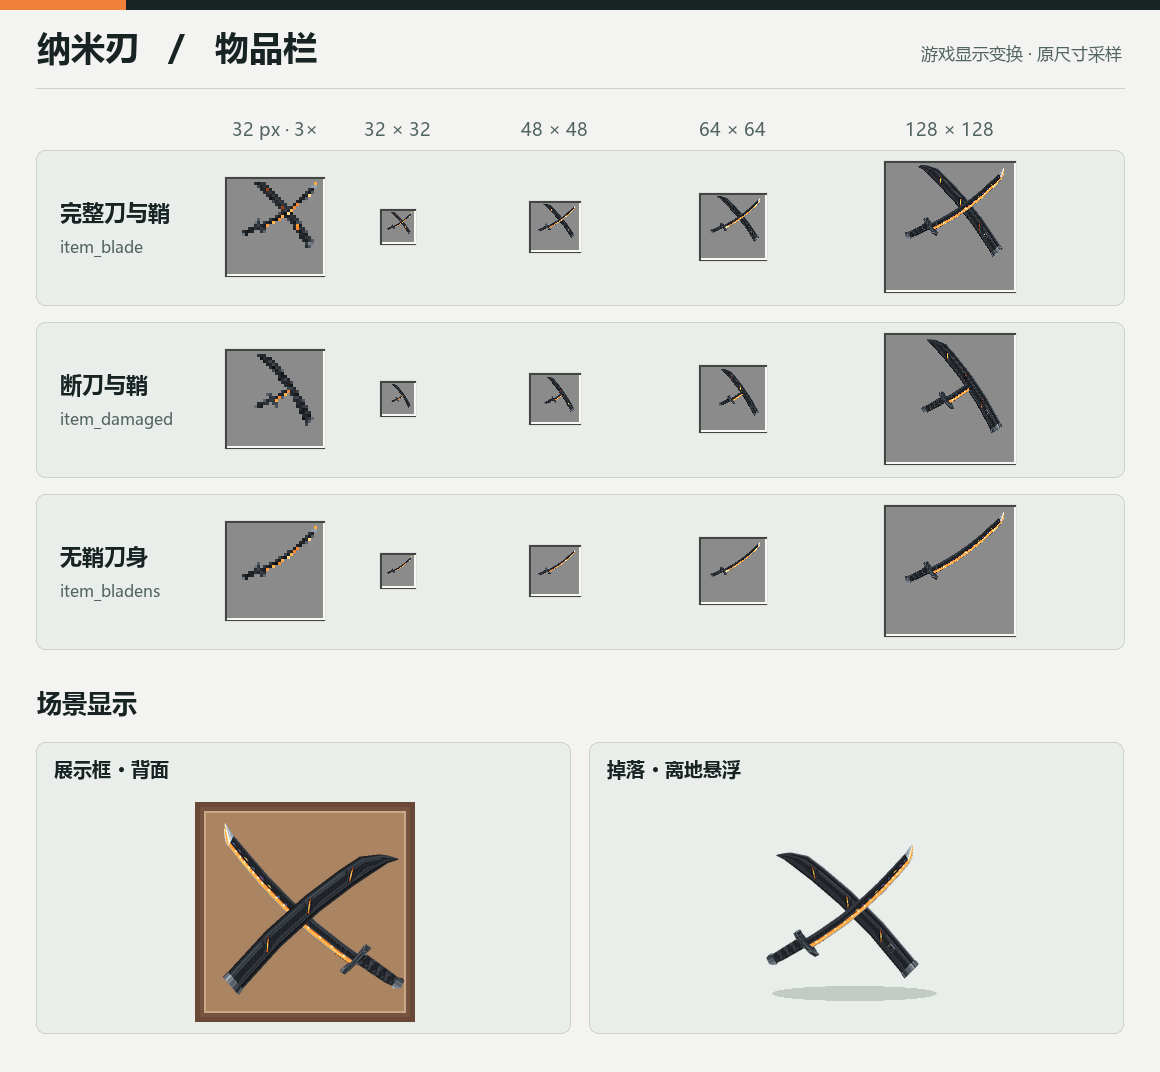 纳米刃 / 物品栏
游戏显示变换 · 原尺寸采样
32 px · 3×
32 × 32
48 × 48
64 × 64
128 × 128
完整刀与鞘
item_blade
断刀与鞘
item_damaged
无鞘刀身
item_bladens
场景显示
展示框・背面
掉落・离地悬浮